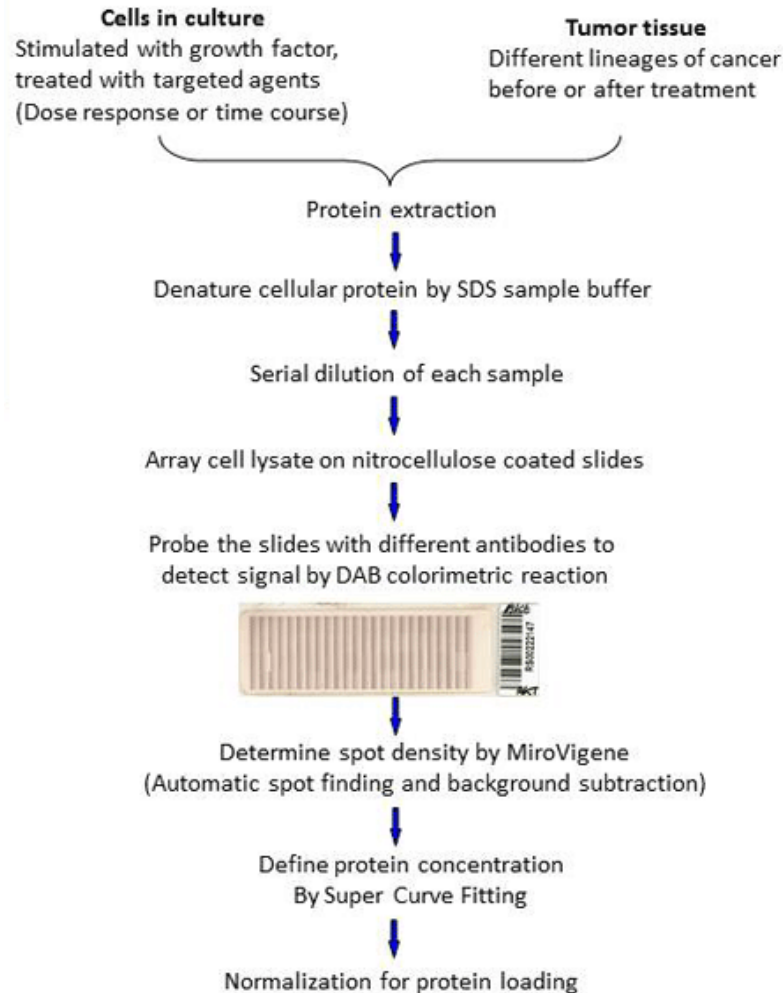 Cells in culture
Stimulated with growth factor,
treated with targeted agents
(Dose response or time course)
Tumor tissue
Different lineages of cancer
before or after treatment
Protein extraction
Denature cellular protein by SDS sample buffer
Serial dilution of each sample
Array cell lysate on nitrocellulose coated slides
Probe the slides with different antibodies to
detect signal by DAB colorimetric reaction
RS00222147
AKT
Determine spot density by MiroVigene
(Automatic spot finding and background subtraction)
Define protein concentration
By Super Curve Fitting
Normalization for protein loading